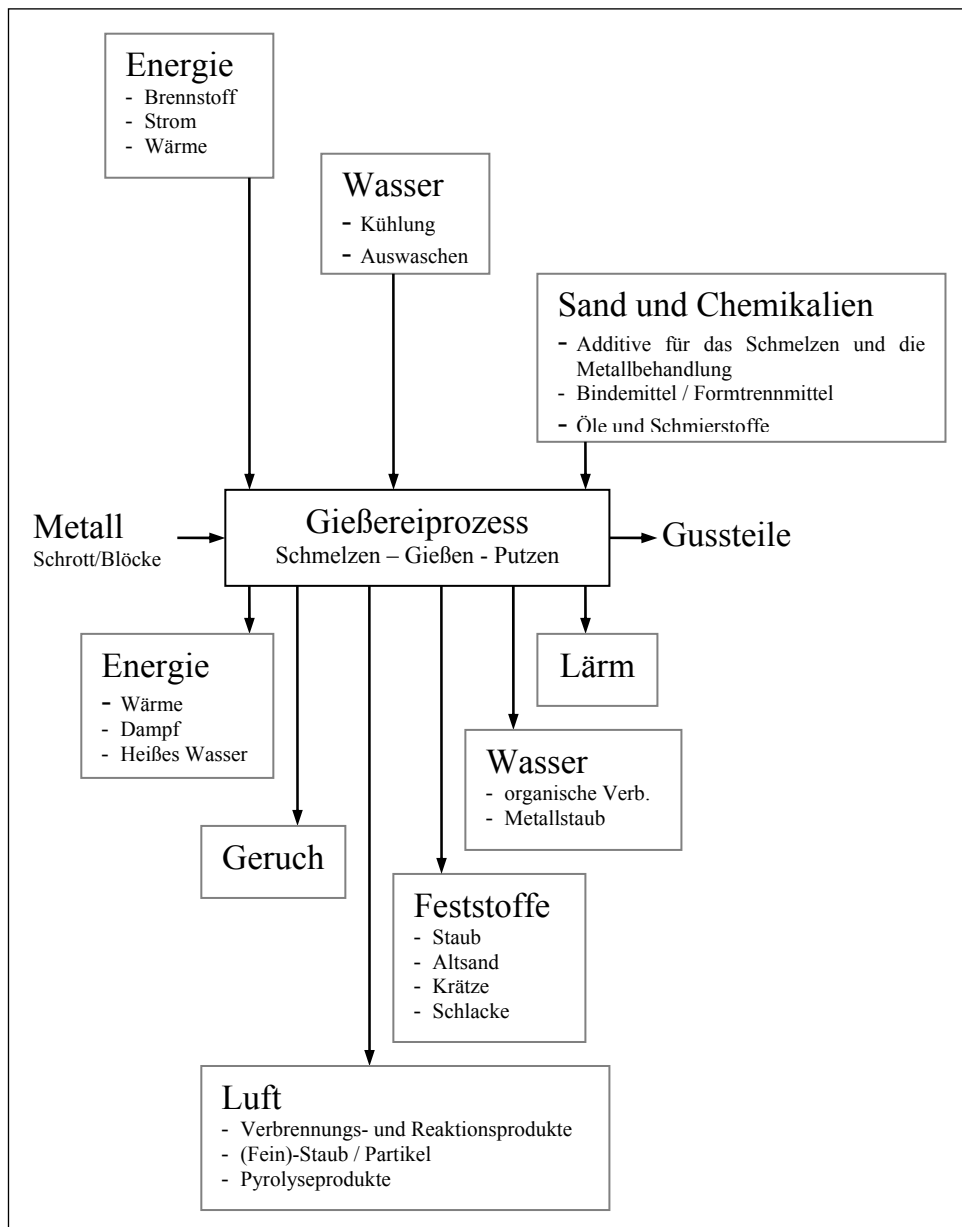 Energie
- Brennstoff
- Strom
- Wärme
Wasser
- Kühlung
- Auswaschen
Sand und Chemikalien
- Additive für das Schmelzen und die
Metallbehandlung
- Bindemittel / Formtrennmittel
- Öle und Schmierstoffe
Metall
Schrott/Blöcke
Gießereiprozess
Schmelzen – Gießen - Putzen
Gussteile
Energie
- Wärme
- Dampf
- Heißes Wasser
Lärm
Wasser
- organische Verb.
- Metallstaub
Geruch
Feststoffe
- Staub
- Altsand
- Krätze
- Schlacke
Luft
- Verbrennungs- und Reaktionsprodukte
- (Fein)-Staub / Partikel
- Pyrolyseprodukte